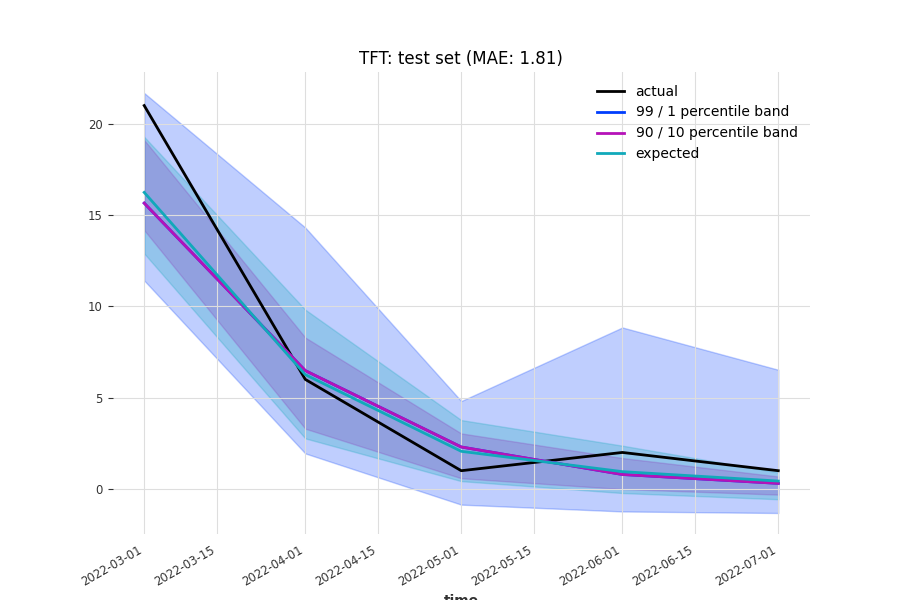 TFT: test set (MAE: 1.81)
actual
99 / 1 percentile band
90 / 10 percentile band
expected
20
15
10
5
0
2022-03-01
2022-03-15
2022-04-01
2022-04-15
2022-05-01
2022-05-15
2022-06-01
2022-06-15
2022-07-01
time